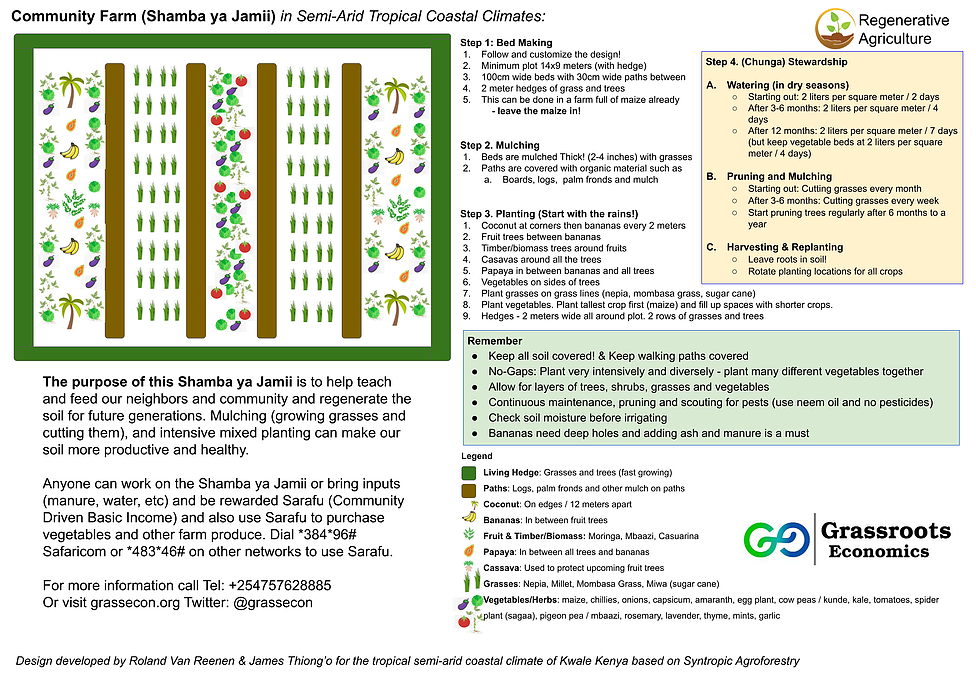 Community Farm (Shamba ya Jamii) in Semi-Arid Tropical Coastal Climates:
Regenerative
Agriculture
Step 1: Bed Making
1. Follow and customize the design!
2. Minimum plot 14x9 meters (with hedge)
3. 100cm wide beds with 30cm wide paths between
4. 2 meter hedges of grass and trees
5. This can be done in a farm full of maize already
- leave the maize in!
Step 2. Mulching
1. Beds are mulched Thick! (2-4 inches) with grasses
2. Paths are covered with organic material such as
a. Boards, logs, palm fronds and mulch
Step 3. Planting (Start with the rains!)
1. Coconut at corners then bananas every 2 meters
2. Fruit trees between bananas
3. Timber/biomass trees around fruits
4. Casavas around all the trees
5. Papaya in between bananas and all trees
6. Vegetables on sides of trees
7. Plant grasses on grass lines (nepia, mombasa grass, sugar cane)
8. Plant vegetables. Plant tallest crop first (maize) and fill up spaces with shorter crops.
9. Hedges - 2 meters wide all around plot. 2 rows of grasses and trees
Step 4. (Chunga) Stewardship
A. Watering (in dry seasons)
○ Starting out: 2 liters per square meter / 2 days
○ After 3-6 months: 2 liters per square meter / 4
days
○ After 12 months: 2 liters per square meter / 7 days
(but keep vegetable beds at 2 liters per square
meter / 4 days)
B. Pruning and Mulching
○ Starting out: Cutting grasses every month
○ After 3-6 months: Cutting grasses every week
○ Start pruning trees regularly after 6 months to a
year
C. Harvesting & Replanting
○ Leave roots in soil!
○ Rotate planting locations for all crops
Remember
● Keep all soil covered! & Keep walking paths covered
● No-Gaps: Plant very intensively and diversely - plant many different vegetables together
● Allow for layers of trees, shrubs, grasses and vegetables
● Continuous maintenance, pruning and scouting for pests (use neem oil and no pesticides)
● Check soil moisture before irrigating
● Bananas need deep holes and adding ash and manure is a must
The purpose of this Shamba ya Jamii is to help teach
and feed our neighbors and community and regenerate the
soil for future generations. Mulching (growing grasses and
cutting them), and intensive mixed planting can make our
soil more productive and healthy.
Anyone can work on the Shamba ya Jamii or bring inputs
(manure, water, etc) and be rewarded Sarafu (Community
Driven Basic Income) and also use Sarafu to purchase
vegetables and other farm produce. Dial *384*96#
Safaricom or *483*46# on other networks to use Sarafu.
For more information call Tel: +254757628885
Or visit grassecon.org Twitter: @grassecon
Legend
Living Hedge: Grasses and trees (fast growing)
Paths: Logs, palm fronds and other mulch on paths
Coconut: On edges / 12 meters apart
Bananas: In between fruit trees
Fruit & Timber/Biomass: Moringa, Mbaazi, Casuarina
Papaya: In between all trees and bananas
Cassava: Used to protect upcoming fruit trees
Grasses: Nepia, Millet, Mombasa Grass, Miwa (sugar cane)
Vegetables/Herbs: maize, chillies, onions, capsicum, amaranth, egg plant, cow peas / kunde, kale, tomatoes, spider
plant (sagaa), pigeon pea / mbaazi, rosemary, lavender, thyme, mints, garlic
Grassroots
Economics
Design developed by Roland Van Reenen & James Thiong'o for the tropical semi-arid coastal climate of Kwale Kenya based on Syntropic Agroforestry